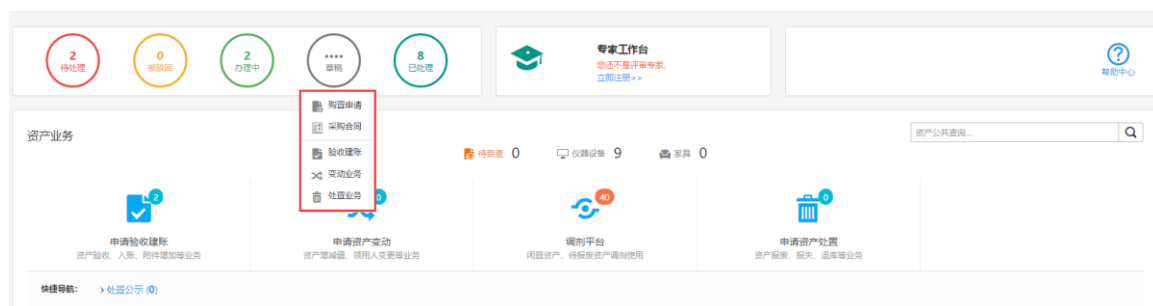 2
待处理
0
被驳回
2
办理中
····
草稿
8
已处理
专家工作台
您还不是评审专家,
立即注册>>
帮助中心
购置申请
采购合同
验收建账
变动业务
处置业务
资产业务
资产公共查询...
待自查 0
仪器设备 9
家具 0
2
申请验收建账
资产验收、入账、附件增加等业务
0
申请资产变动
资产增减值、领用人变更等业务
40
调剂平台
闲置资产、待报废资产调剂使用
0
申请资产处置
资产报废、报失、退库等业务
快捷导航: 处置公示 (0)